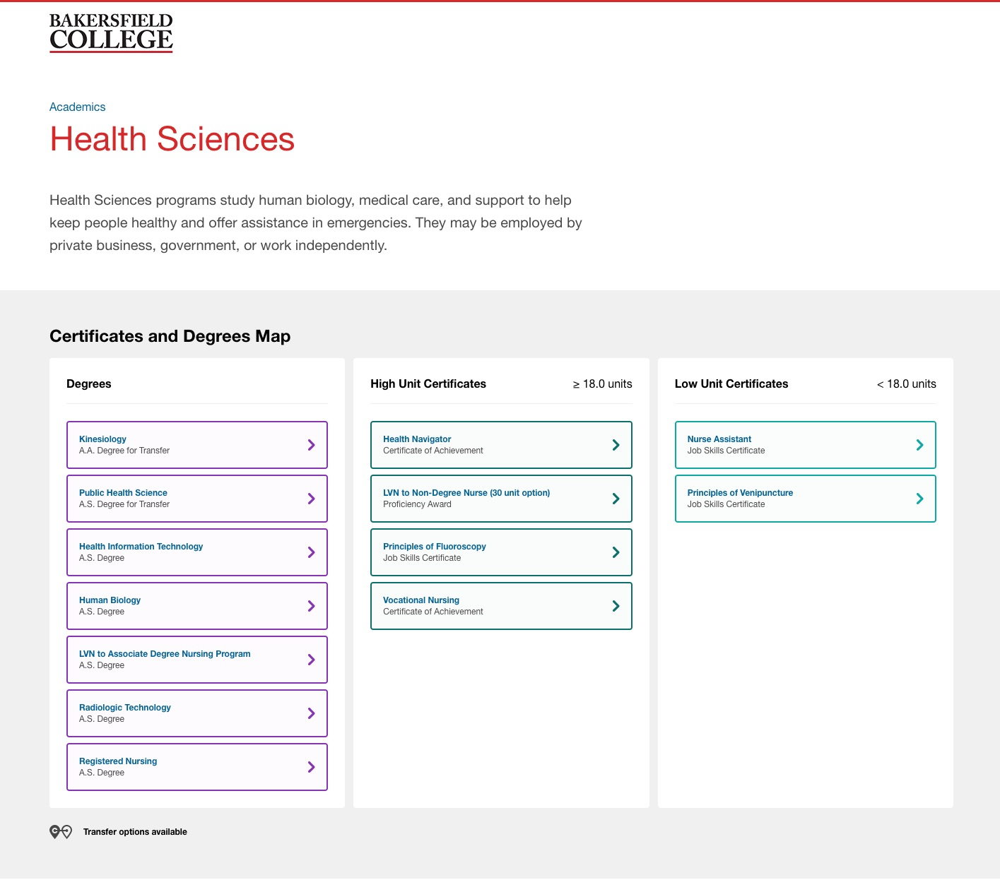 BAKERSFIELD
COLLEGE
Academics
Health Sciences
Health Sciences programs study human biology, medical care, and support to help
keep people healthy and offer assistance in emergencies. They may be employed by
private business, government, or work independently.
Certificates and Degrees Map
Degrees
Kinesiology
A.A. Degree for Transfer
Public Health Science
A.S. Degree for Transfer
Health Information Technology
A.S. Degree
Human Biology
A.S. Degree
LVN to Associate Degree Nursing Program
A.S. Degree
Radiologic Technology
A.S. Degree
Registered Nursing
A.S. Degree
High Unit Certificates ≥ 18.0 units
Health Navigator
Certificate of Achievement
LVN to Non-Degree Nurse (30 unit option)
Proficiency Award
Principles of Fluoroscopy
Job Skills Certificate
Vocational Nursing
Certificate of Achievement
Low Unit Certificates < 18.0 units
Nurse Assistant
Job Skills Certificate
Principles of Venipuncture
Job Skills Certificate
Transfer options available